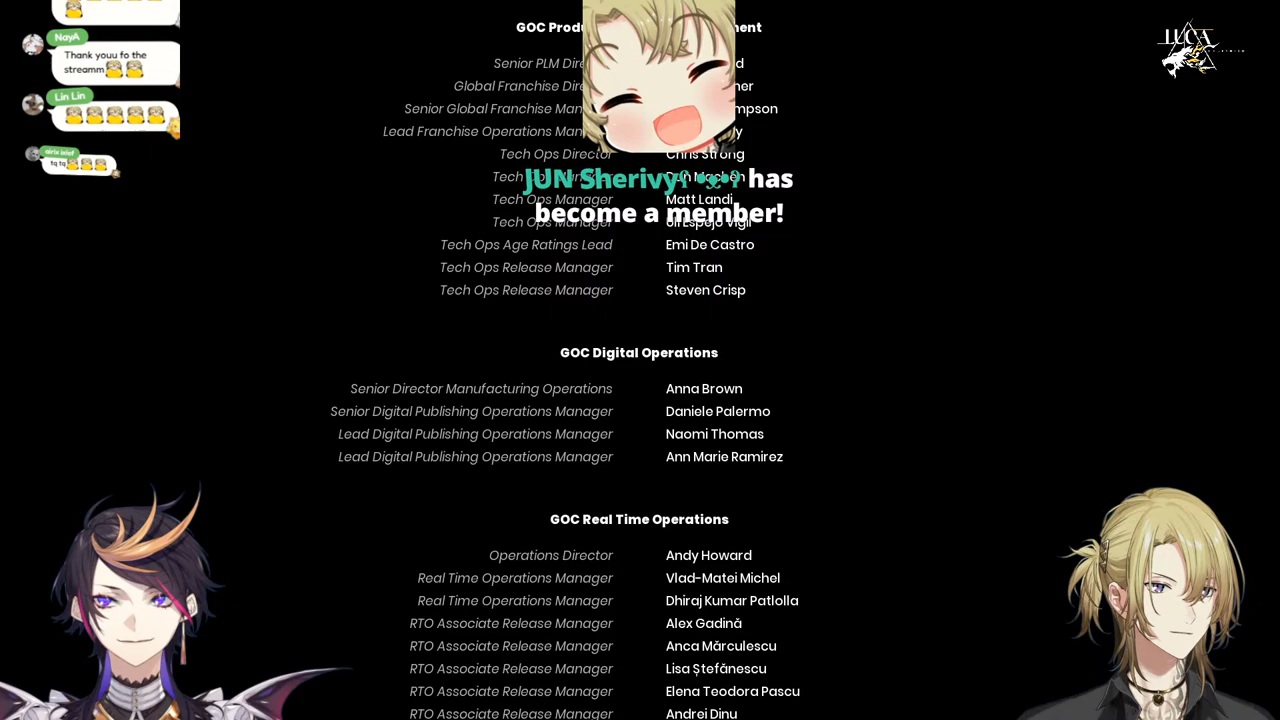 NayA
Thank youu fo the
streamm
Lin Lin
tq tq
LUCA
GOC Produ
ment
Senior PLM Dire
Global Franchise Dire
Senior Global Franchise Man
mpson
Lead Franchise Operations Man
Tech Ops Director Chris Strong
JUN Sherivy has
become a member!
Tech Ops Manager Matt Landi
Tech Ops Age Ratings Lead Emi De Castro
Tech Ops Release Manager Tim Tran
Tech Ops Release Manager Steven Crisp
GOC Digital Operations
Senior Director Manufacturing Operations Anna Brown
Senior Digital Publishing Operations Manager Daniele Palermo
Lead Digital Publishing Operations Manager Naomi Thomas
Lead Digital Publishing Operations Manager Ann Marie Ramirez
GOC Real Time Operations
Operations Director Andy Howard
Real Time Operations Manager Vlad-Matei Michel
Real Time Operations Manager Dhiraj Kumar Patlolla
RTO Associate Release Manager Alex Gadină
RTO Associate Release Manager Anca Mărculescu
RTO Associate Release Manager Lisa Ștefănescu
RTO Associate Release Manager Elena Teodora Pascu
RTO Associate Release Manager Andrei Dinu